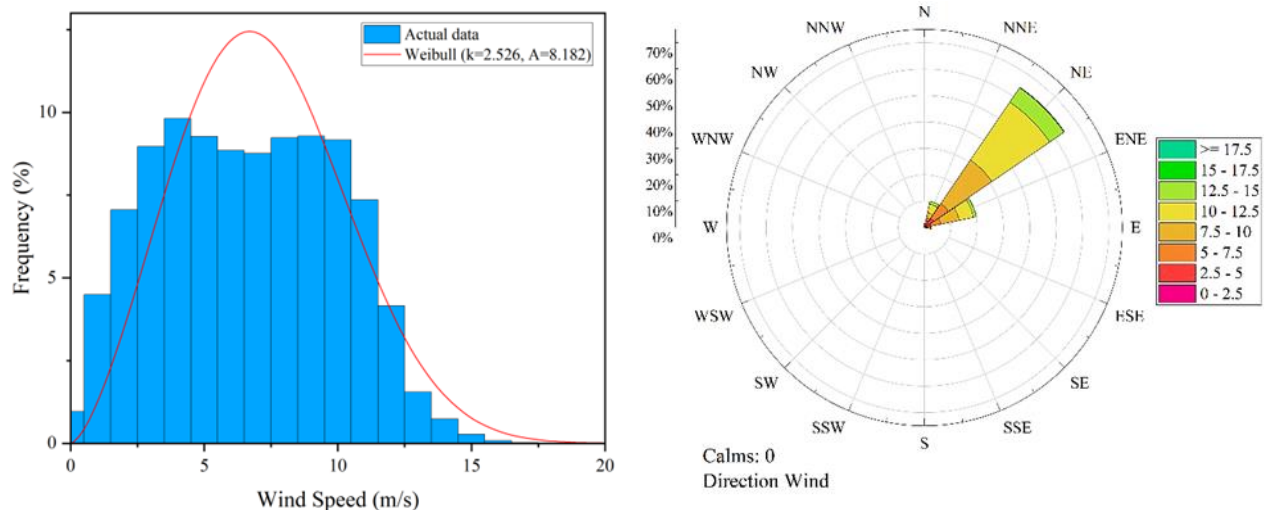 Actual data
Weibull (k=2.526, A=8.182)
Frequency (%)
10
5
0
0
5
10
15
20
Wind Speed (m/s)
70%
60%
50%
40%
30%
20%
10%
0%
N
NNE
NE
ENE
E
ESE
SE
SSE
S
SSW
SW
WSW
W
WNW
NW
NNW
>= 17.5
15 - 17.5
12.5 - 15
10 - 12.5
7.5 - 10
5 - 7.5
2.5 - 5
0 - 2.5
Calms: 0
Direction Wind